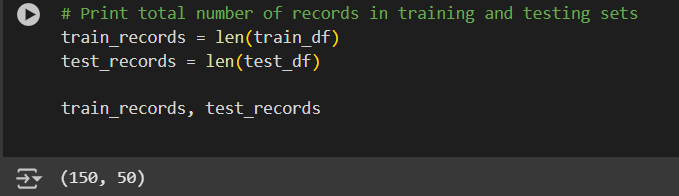 # Print total number of records in training and testing sets
train_records = len(train_df)
test_records = len(test_df)
train_records, test_records
(150, 50)